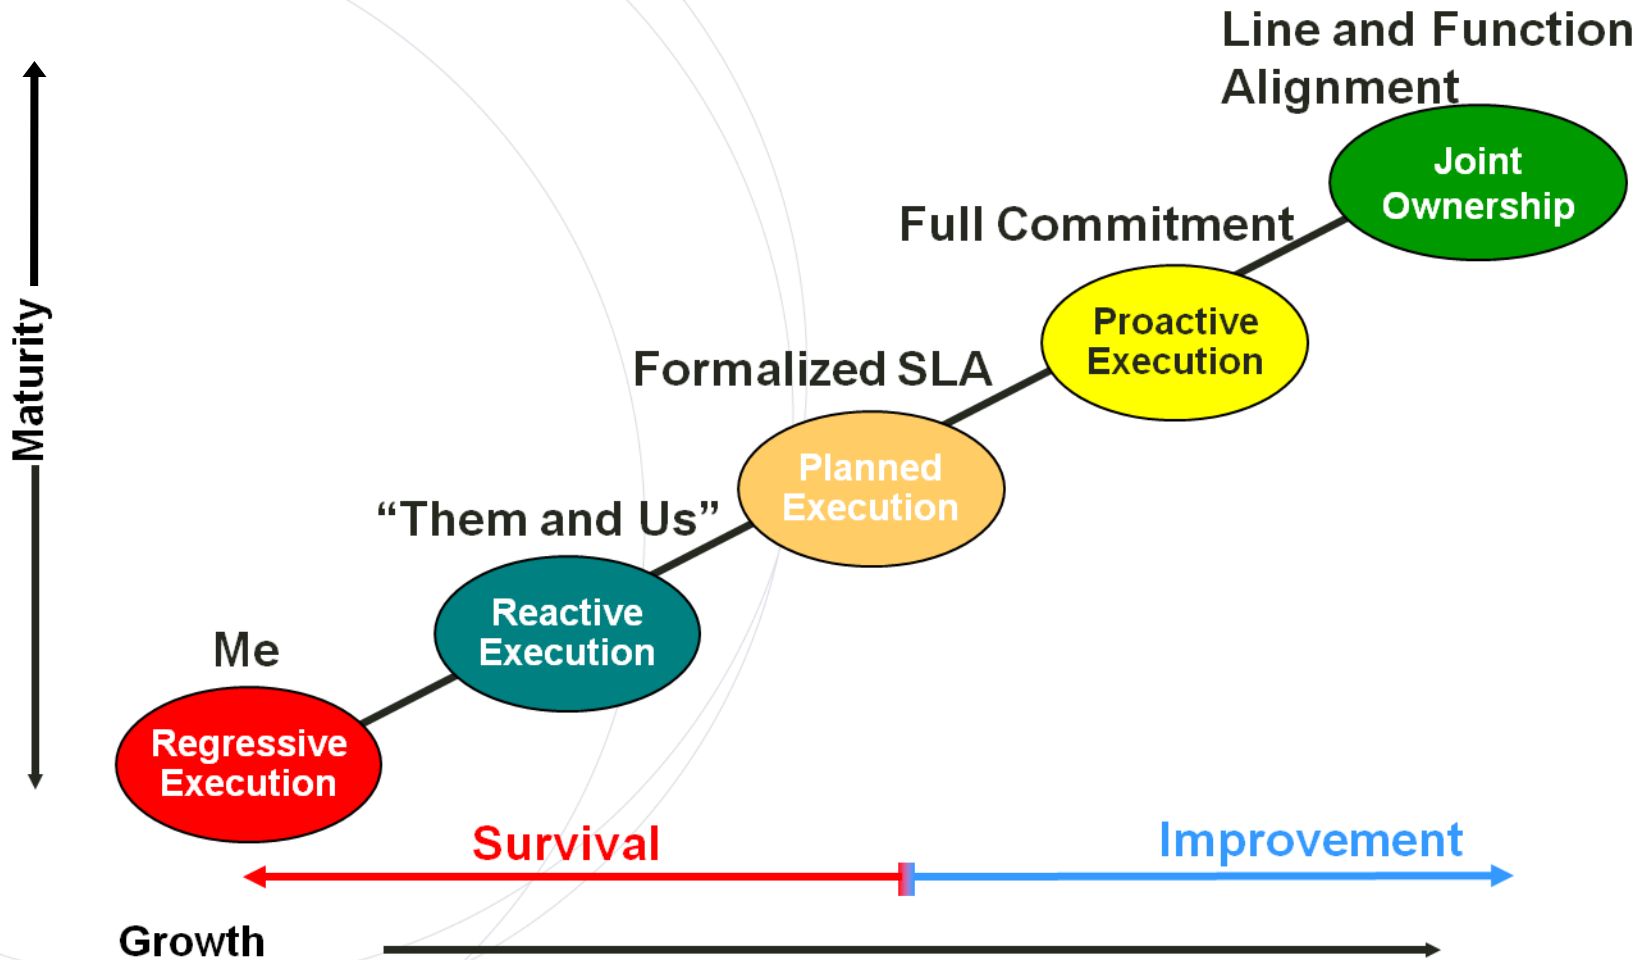 Line and Function
Alignment
Joint
Ownership
Full Commitment
Proactive
Execution
Formalized SLA
Planned
Execution
“Them and Us”
Reactive
Execution
Me
Regressive
Execution
Maturity
Survival
Improvement
Growth